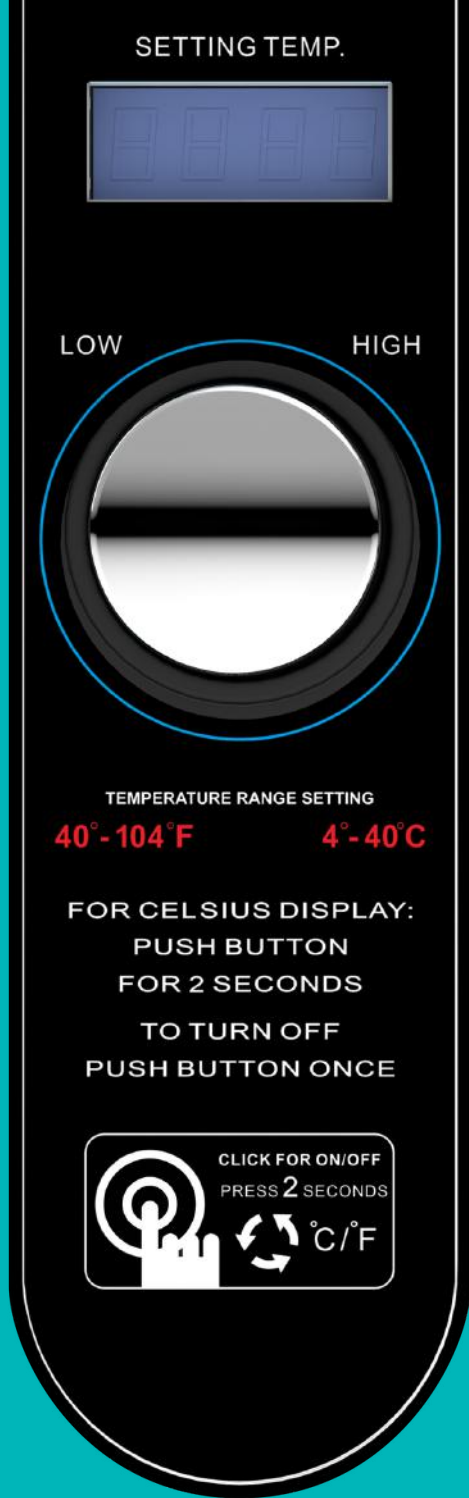 SETTING TEMP.
LOW HIGH
TEMPERATURE RANGE SETTING
40°-104°F 4°-40°C
FOR CELSIUS DISPLAY:
PUSH BUTTON
FOR 2 SECONDS
TO TURN OFF
PUSH BUTTON ONCE
CLICK FOR ON/OFF
PRESS 2 SECONDS
°C/°F